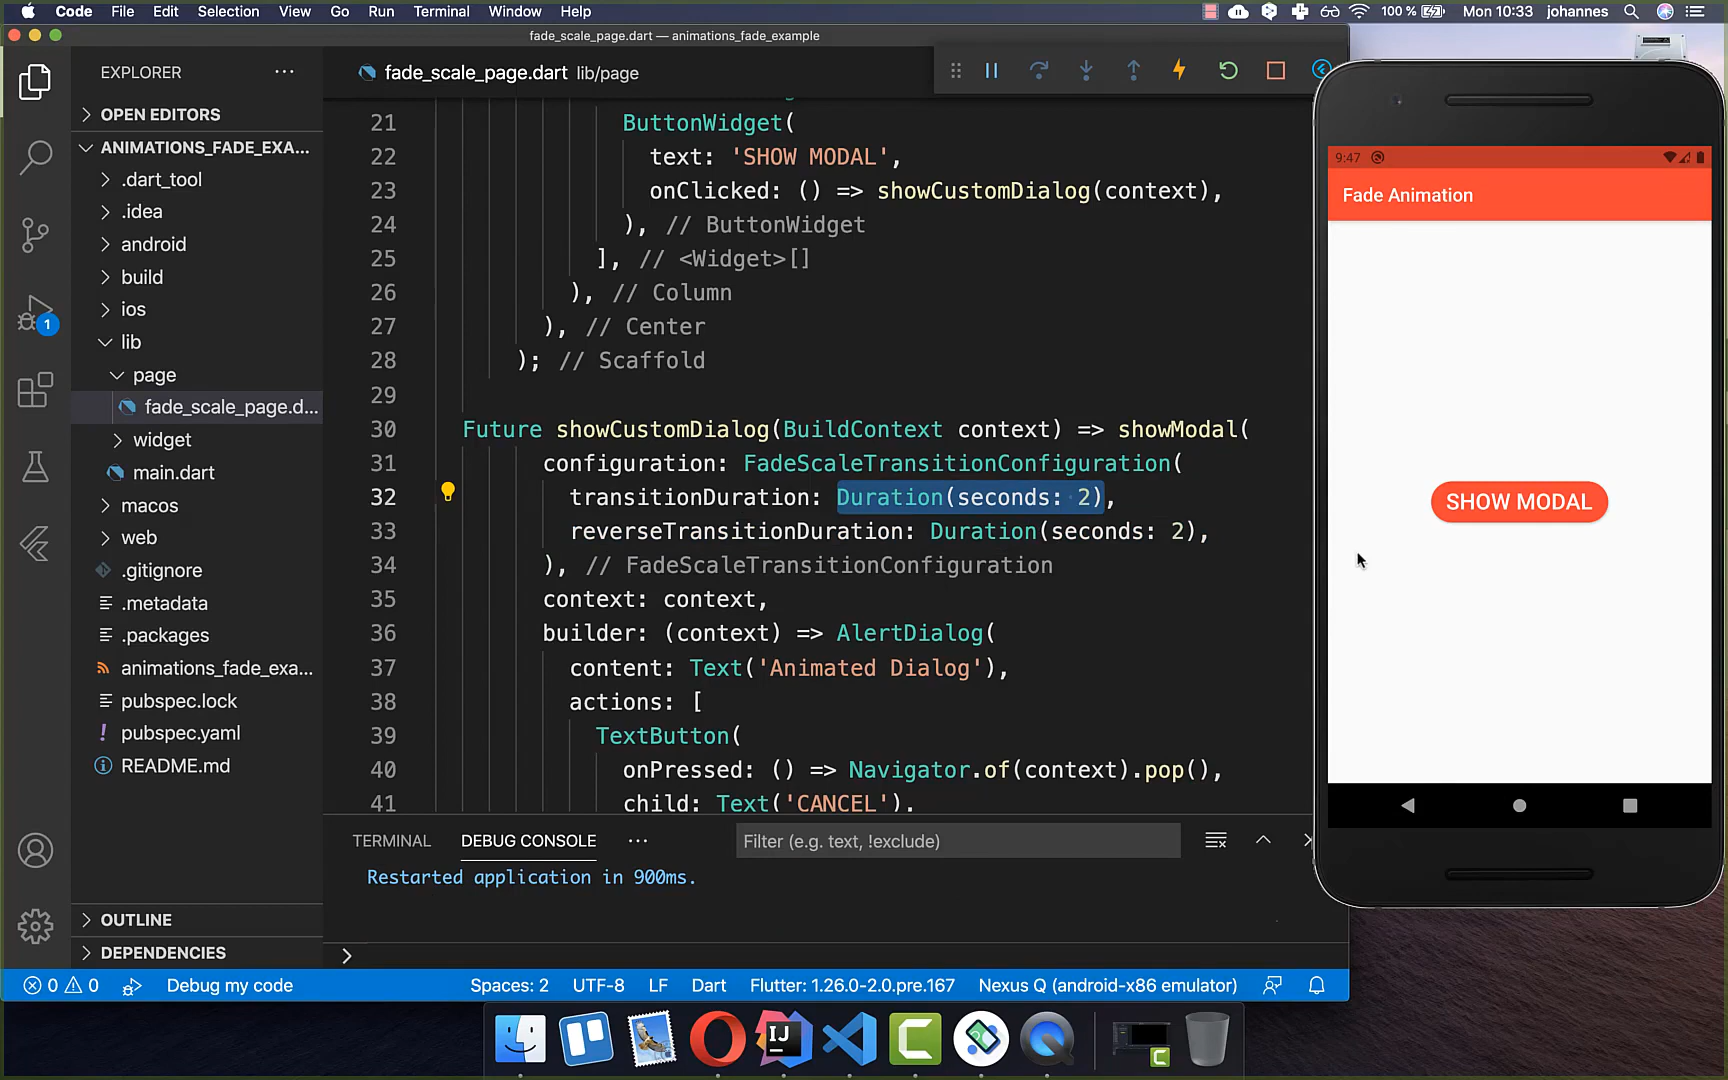 Code File Edit Selection View Go Run Terminal Window Help 100 % Mon 10:33 johannes
fade_scale_page.dart — animations_fade_example
EXPLORER
fade_scale_page.dart lib/page
OPEN EDITORS
ANIMATIONS_FADE_EXA...
.dart_tool
.idea
android
build
ios
lib
page
fade_scale_page.d...
widget
main.dart
macos
web
.gitignore
.metadata
.packages
animations_fade_exa...
pubspec.lock
pubspec.yaml
README.md
OUTLINE
DEPENDENCIES
1
21 ButtonWidget(
22 text: 'SHOW MODAL',
23 onClicked: () => showCustomDialog(context),
24 ), // ButtonWidget
25 ], // <Widget>[]
26 ), // Column
27 ), // Center
28 ); // Scaffold
29
30 Future showCustomDialog(BuildContext context) => showModal(
31 configuration: FadeScaleTransitionConfiguration(
32 transitionDuration: Duration(seconds: 2),
33 reverseTransitionDuration: Duration(seconds: 2),
34 ), // FadeScaleTransitionConfiguration
35 context: context,
36 builder: (context) => AlertDialog(
37 content: Text('Animated Dialog'),
38 actions: [
39 TextButton(
40 onPressed: () => Navigator.of(context).pop(),
41 child: Text('CANCEL').
TERMINAL DEBUG CONSOLE Filter (e.g. text, !exclude)
Restarted application in 900ms.
0 0 Debug my code Spaces: 2 UTF-8 LF Dart Flutter: 1.26.0-2.0.pre.167 Nexus Q (android-x86 emulator)
9:47
Fade Animation
SHOW MODAL
IJ